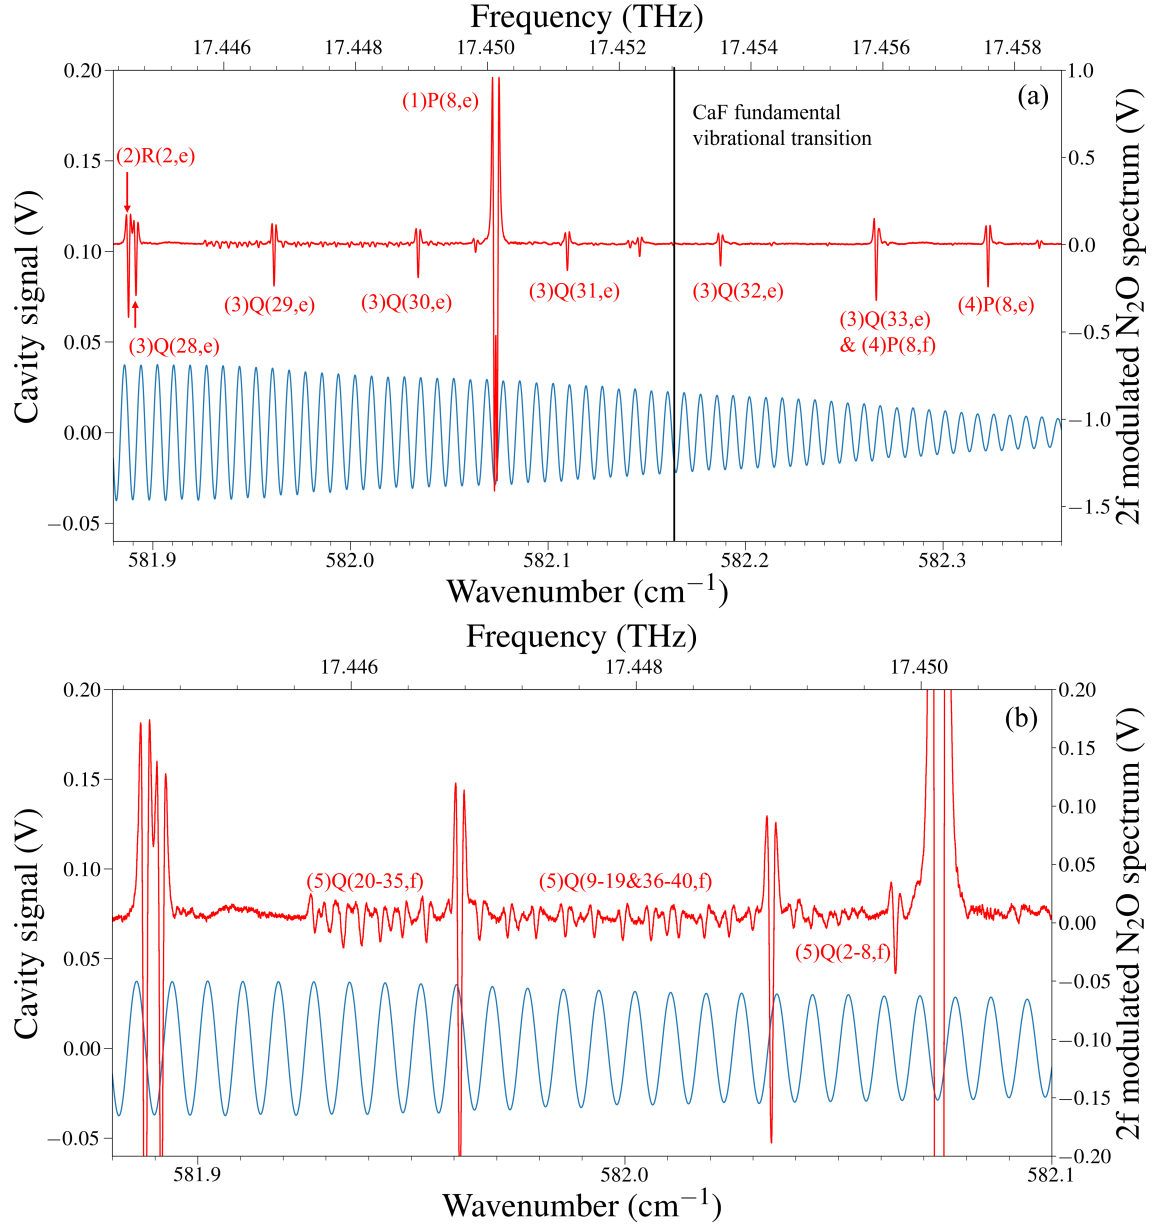 Frequency (THz)
17.446 17.448 17.450 17.452 17.454 17.456 17.458
(a)
Cavity signal (V)
0.20
0.15
0.10
0.05
0.00
−0.05
2f modulated N₂O spectrum (V)
1.0
0.5
0.0
−0.5
−1.0
−1.5
(1)P(8,e)
CaF fundamental
vibrational transition
(2)R(2,e)
(3)Q(28,e)
(3)Q(29,e)
(3)Q(30,e)
(3)Q(31,e)
(3)Q(32,e)
(3)Q(33,e)
& (4)P(8,f)
(4)P(8,e)
581.9 582.0 582.1 582.2 582.3
Wavenumber (cm⁻¹)
Frequency (THz)
17.446 17.448 17.450
(b)
Cavity signal (V)
0.20
0.15
0.10
0.05
0.00
−0.05
2f modulated N₂O spectrum (V)
0.20
0.15
0.10
0.05
0.00
−0.05
−0.10
−0.15
−0.20
(5)Q(20-35,f)
(5)Q(9-19&36-40,f)
(5)Q(2-8,f)
581.9 582.0 582.1
Wavenumber (cm⁻¹)